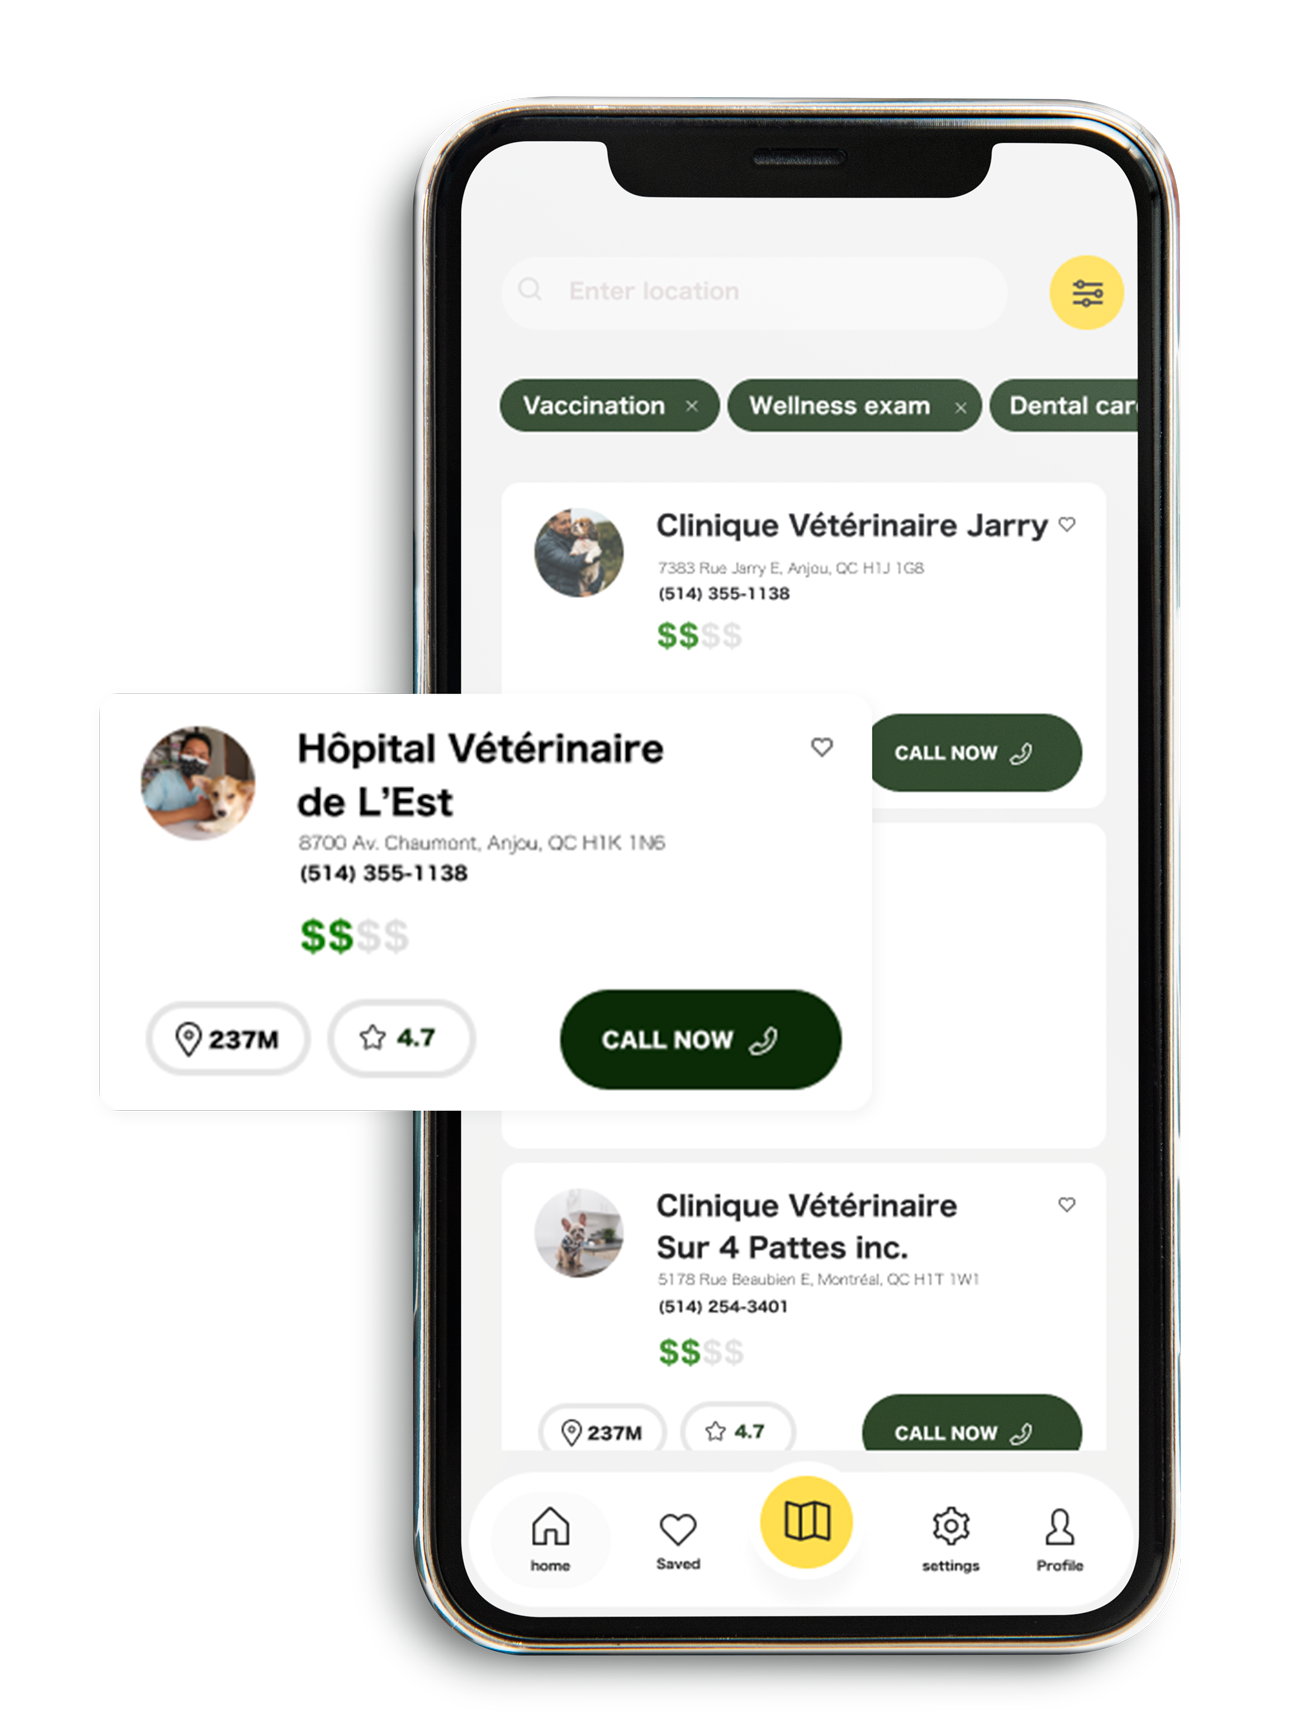 Enter location
Vaccination ×
Wellness exam ×
Dental car
Clinique Vétérinaire Jarry
7383 Rue Jarry E, Anjou, QC H1J 1G8
(514) 355-1138
$$$$
CALL NOW
Hôpital Vétérinaire
de L’Est
8700 Av. Chaumont, Anjou, QC H1K 1N6
(514) 355-1138
$$$$
237M
4.7
CALL NOW
Clinique Vétérinaire
Sur 4 Pattes inc.
5178 Rue Beaubien E, Montréal, QC H1T 1W1
(514) 254-3401
$$$$
237M
4.7
CALL NOW
home
Saved
settings
Profile